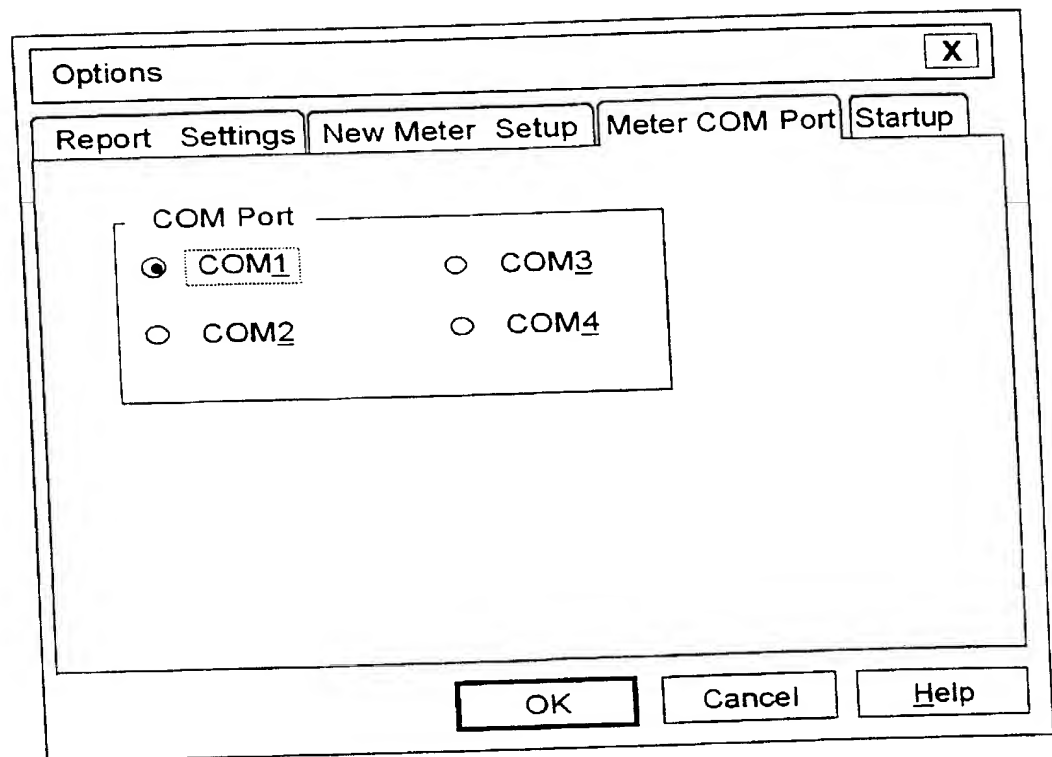 Options X
Report Settings New Meter Setup Meter COM Port Startup
COM Port
COM1 COM3
COM2 COM4
OK Cancel Help